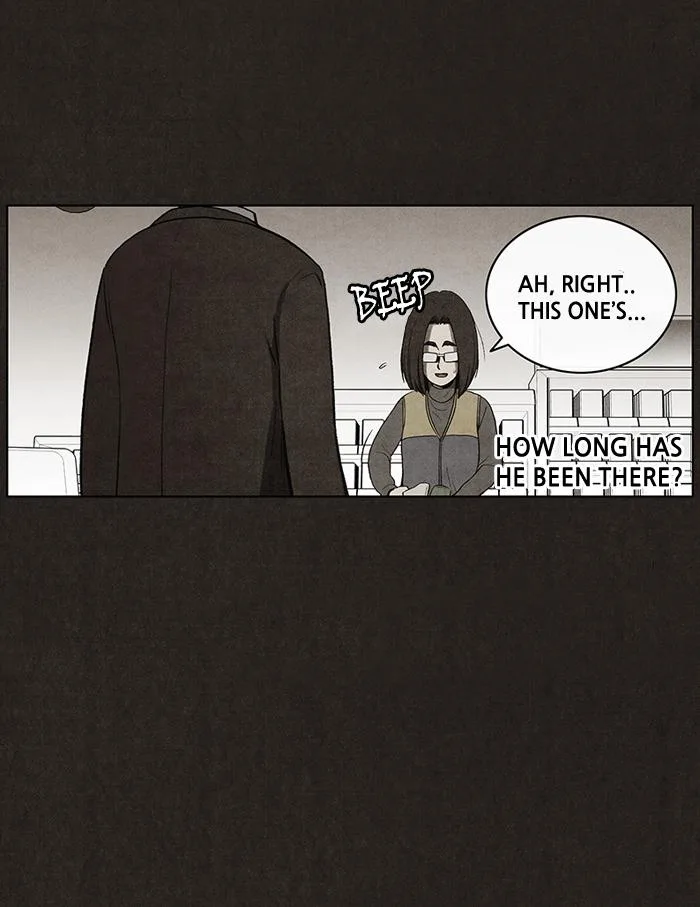 BEEP
AH, RIGHT..
THIS ONE'S...
HOW LONG HAS
HE BEEN THERE?